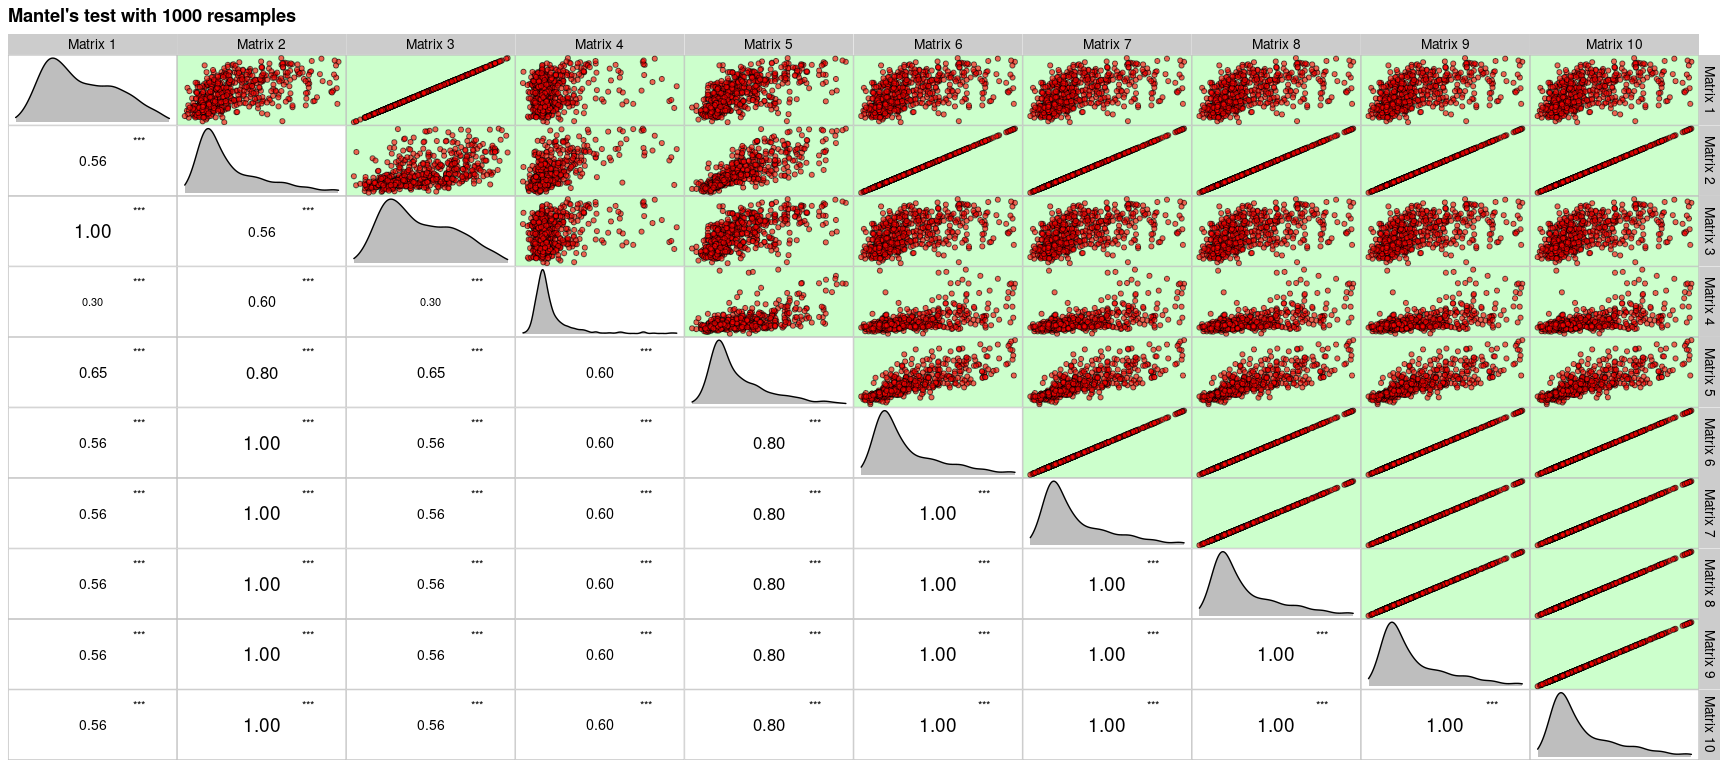 Mantel's test with 1000 resamples
Matrix 1 Matrix 2 Matrix 3 Matrix 4 Matrix 5 Matrix 6 Matrix 7 Matrix 8 Matrix 9 Matrix 10
Matrix 1
*** 0.56 Matrix 2
*** 1.00 *** 0.56 Matrix 3
*** 0.30 *** 0.60 *** 0.30 Matrix 4
*** 0.65 *** 0.80 *** 0.65 *** 0.60 Matrix 5
*** 0.56 *** 1.00 *** 0.56 *** 0.60 *** 0.80 Matrix 6
*** 0.56 *** 1.00 *** 0.56 *** 0.60 *** 0.80 *** 1.00 Matrix 7
*** 0.56 *** 1.00 *** 0.56 *** 0.60 *** 0.80 *** 1.00 *** 1.00 Matrix 8
*** 0.56 *** 1.00 *** 0.56 *** 0.60 *** 0.80 *** 1.00 *** 1.00 *** 1.00 Matrix 9
*** 0.56 *** 1.00 *** 0.56 *** 0.60 *** 0.80 *** 1.00 *** 1.00 *** 1.00 *** 1.00 Matrix 10